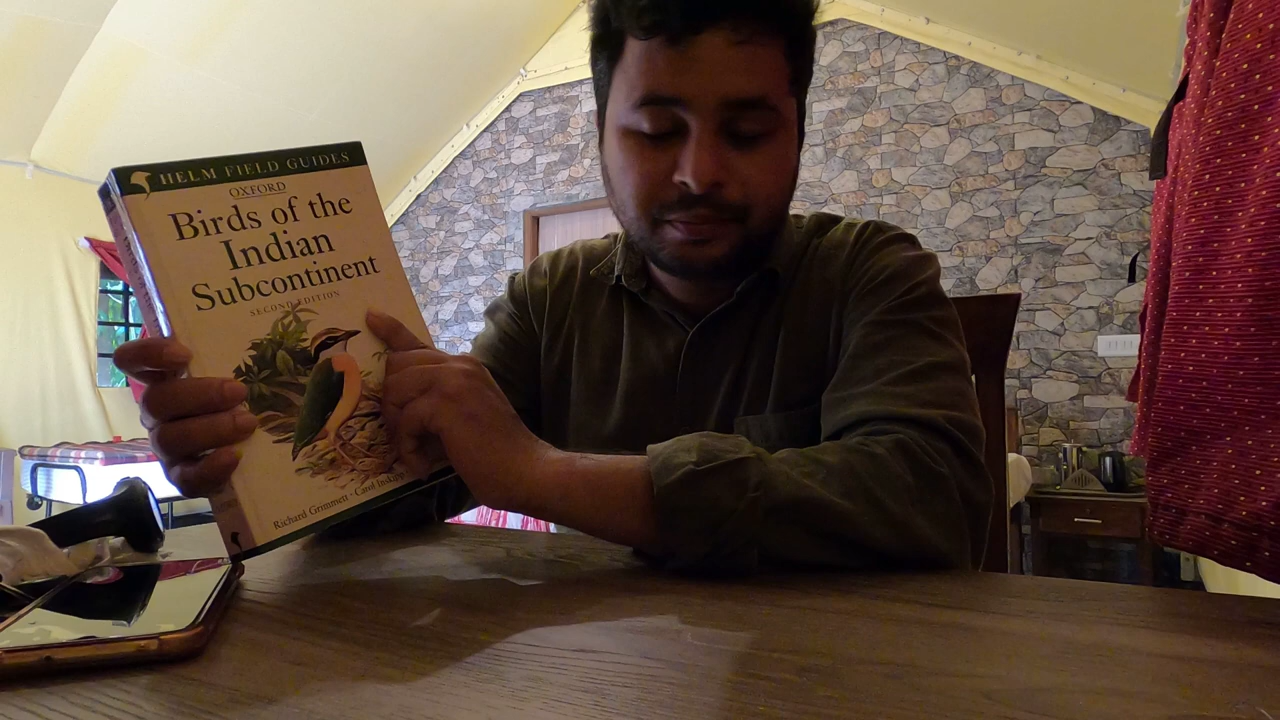 HELM FIELD GUIDES
OXFORD
Birds of the
Indian
Subcontinent
SECOND EDITION
Richard Grimmett • Carol Inskipp